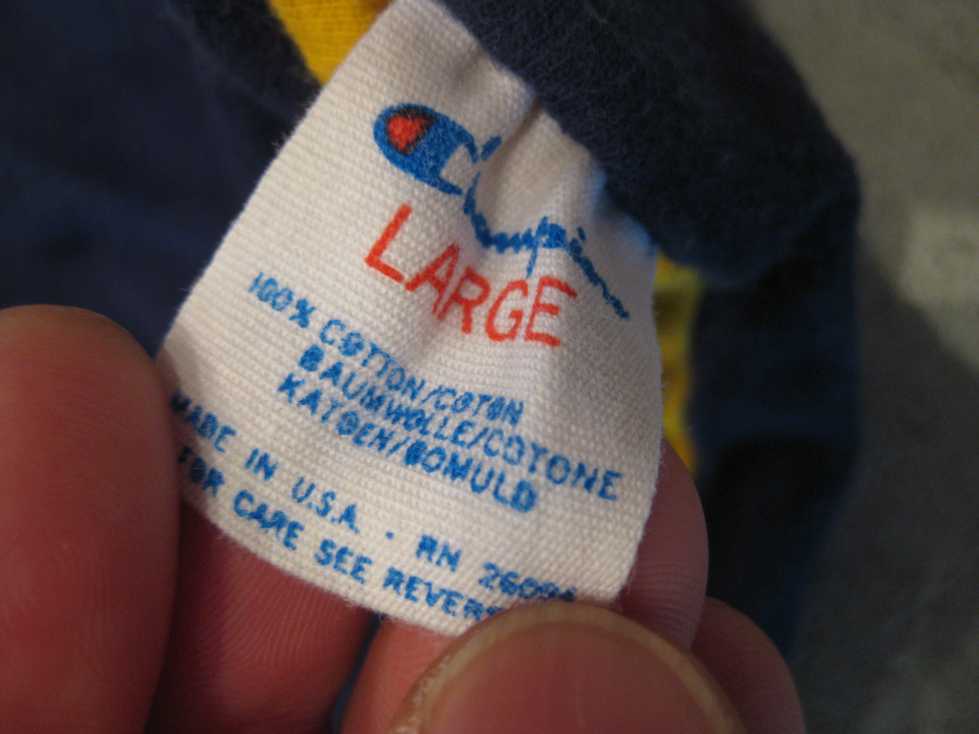 Champion
LARGE
100% COTTON/COTON
BAUMWOLLE/COTONE
KATOEN/BOMULD
MADE IN U.S.A. - RN
FOR CARE SEE REVERSE